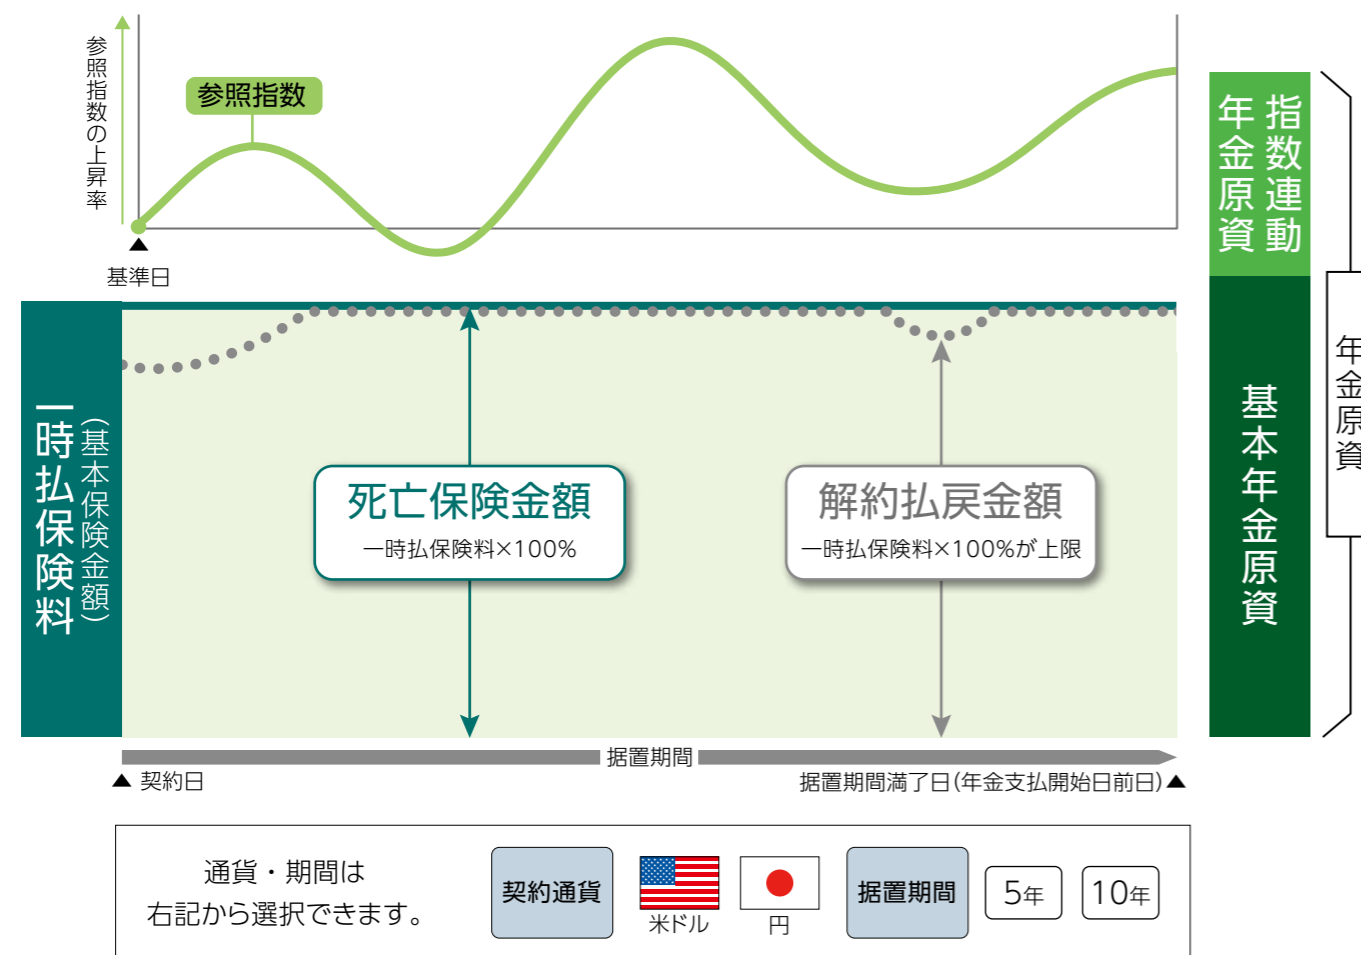 参照指数の上昇率
参照指数
▲
基準日
一時払保険料
(基本保険金額)
死亡保険金額
一時払保険料×100%
解約払戻金額
一時払保険料×100%が上限
指数連動
年金原資
基本年金原資
年金原資
据置期間
▲ 契約日
据置期間満了日(年金支払開始日前日)▲
通貨・期間は
右記から選択できます。
契約通貨
米ドル
円
据置期間
5年
10年